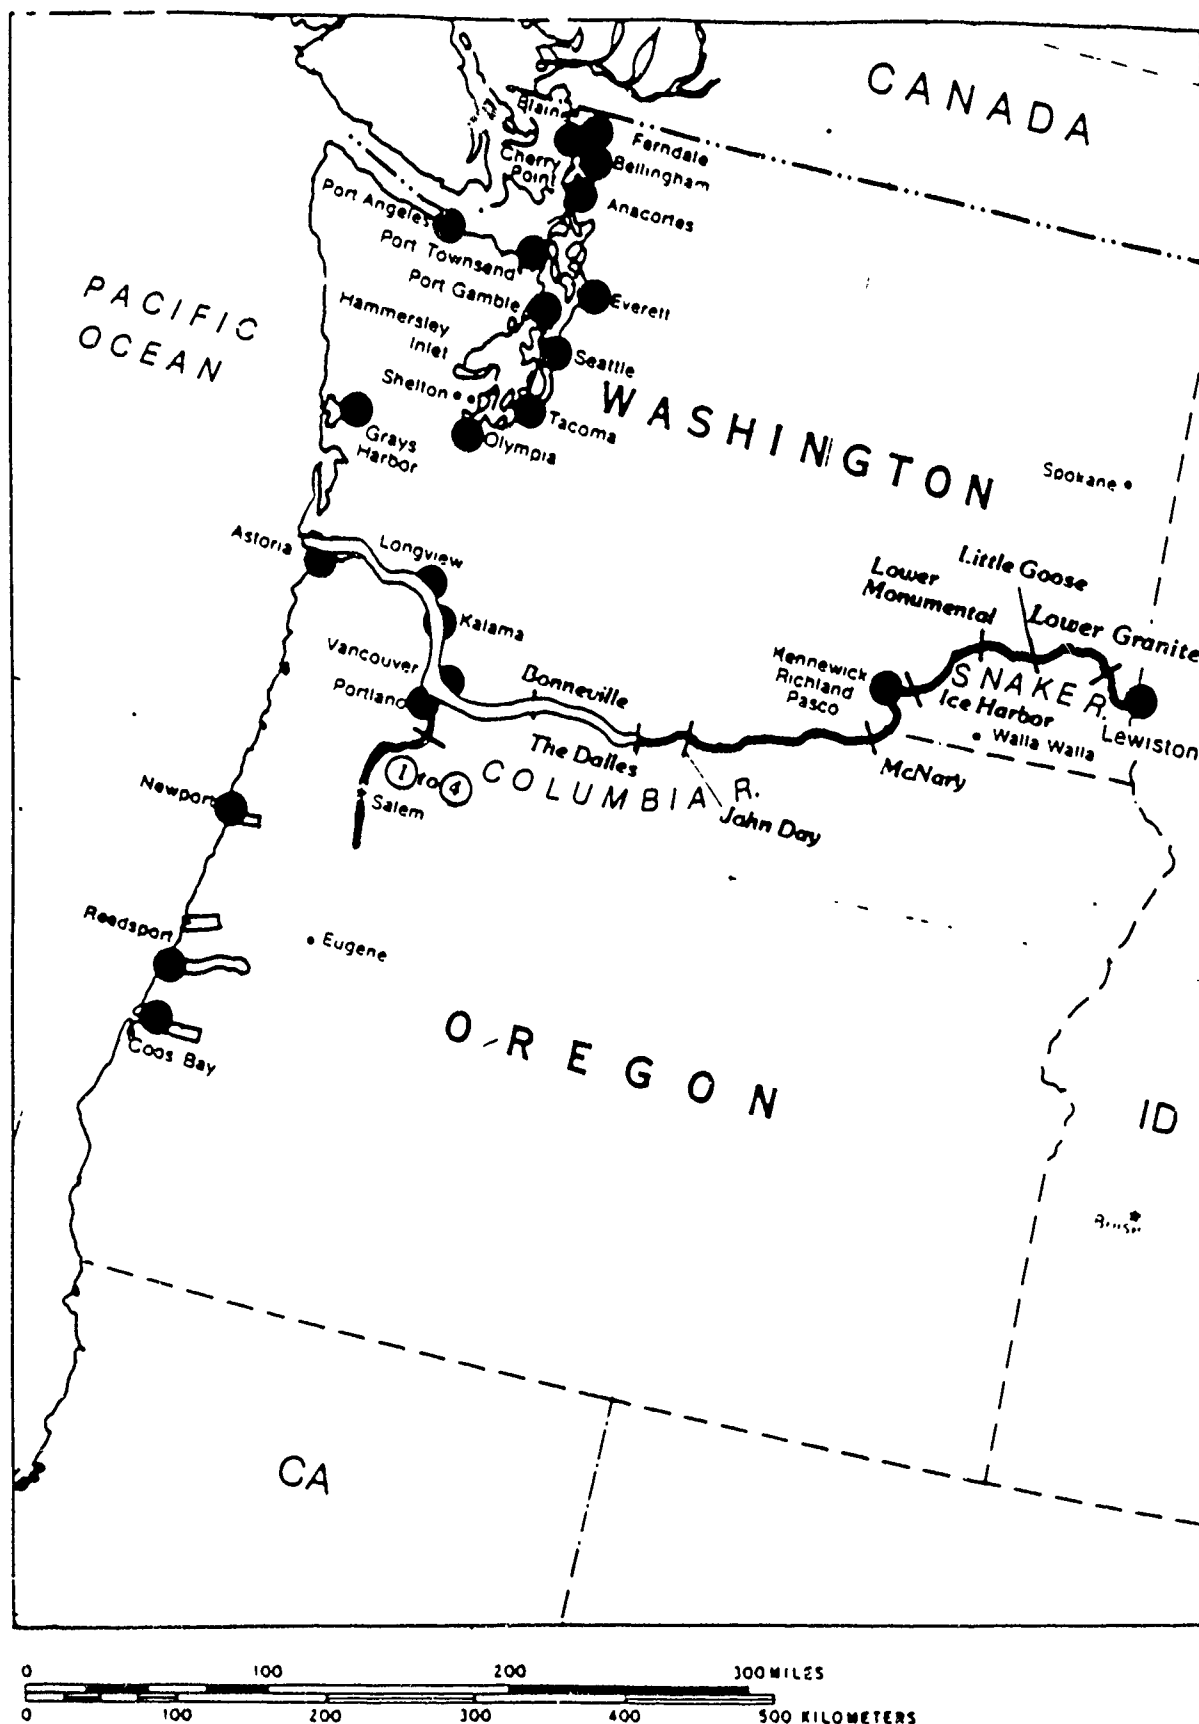 CANADA
Blain
Ferndale
Cherry
Point
Bellingham
Anacortes
Port Angeles
Port Townsend
Port Gamble
Everett
Hammersley
Inlet
Seattle
Shelton
Tacoma
Olympia
Grays
Harbor
PACIFIC
OCEAN
WASHINGTON
Spokane
Astoria
Longview
Kalama
Vancouver
Portland
Bonneville
The Dalles
Little Goose
Lower
Monumental
Lower Granite
Kennewick
Richland
Pasco
SNAKE R.
Ice Harbor
Walla Walla
Lewiston
McNary
COLUMBIA R.
John Day
1 to 4
Salem
Newport
Reedsport
Eugene
Coos Bay
OREGON
ID
CA
0 100 200 300 MILES
0 100 200 300 400 500 KILOMETERS